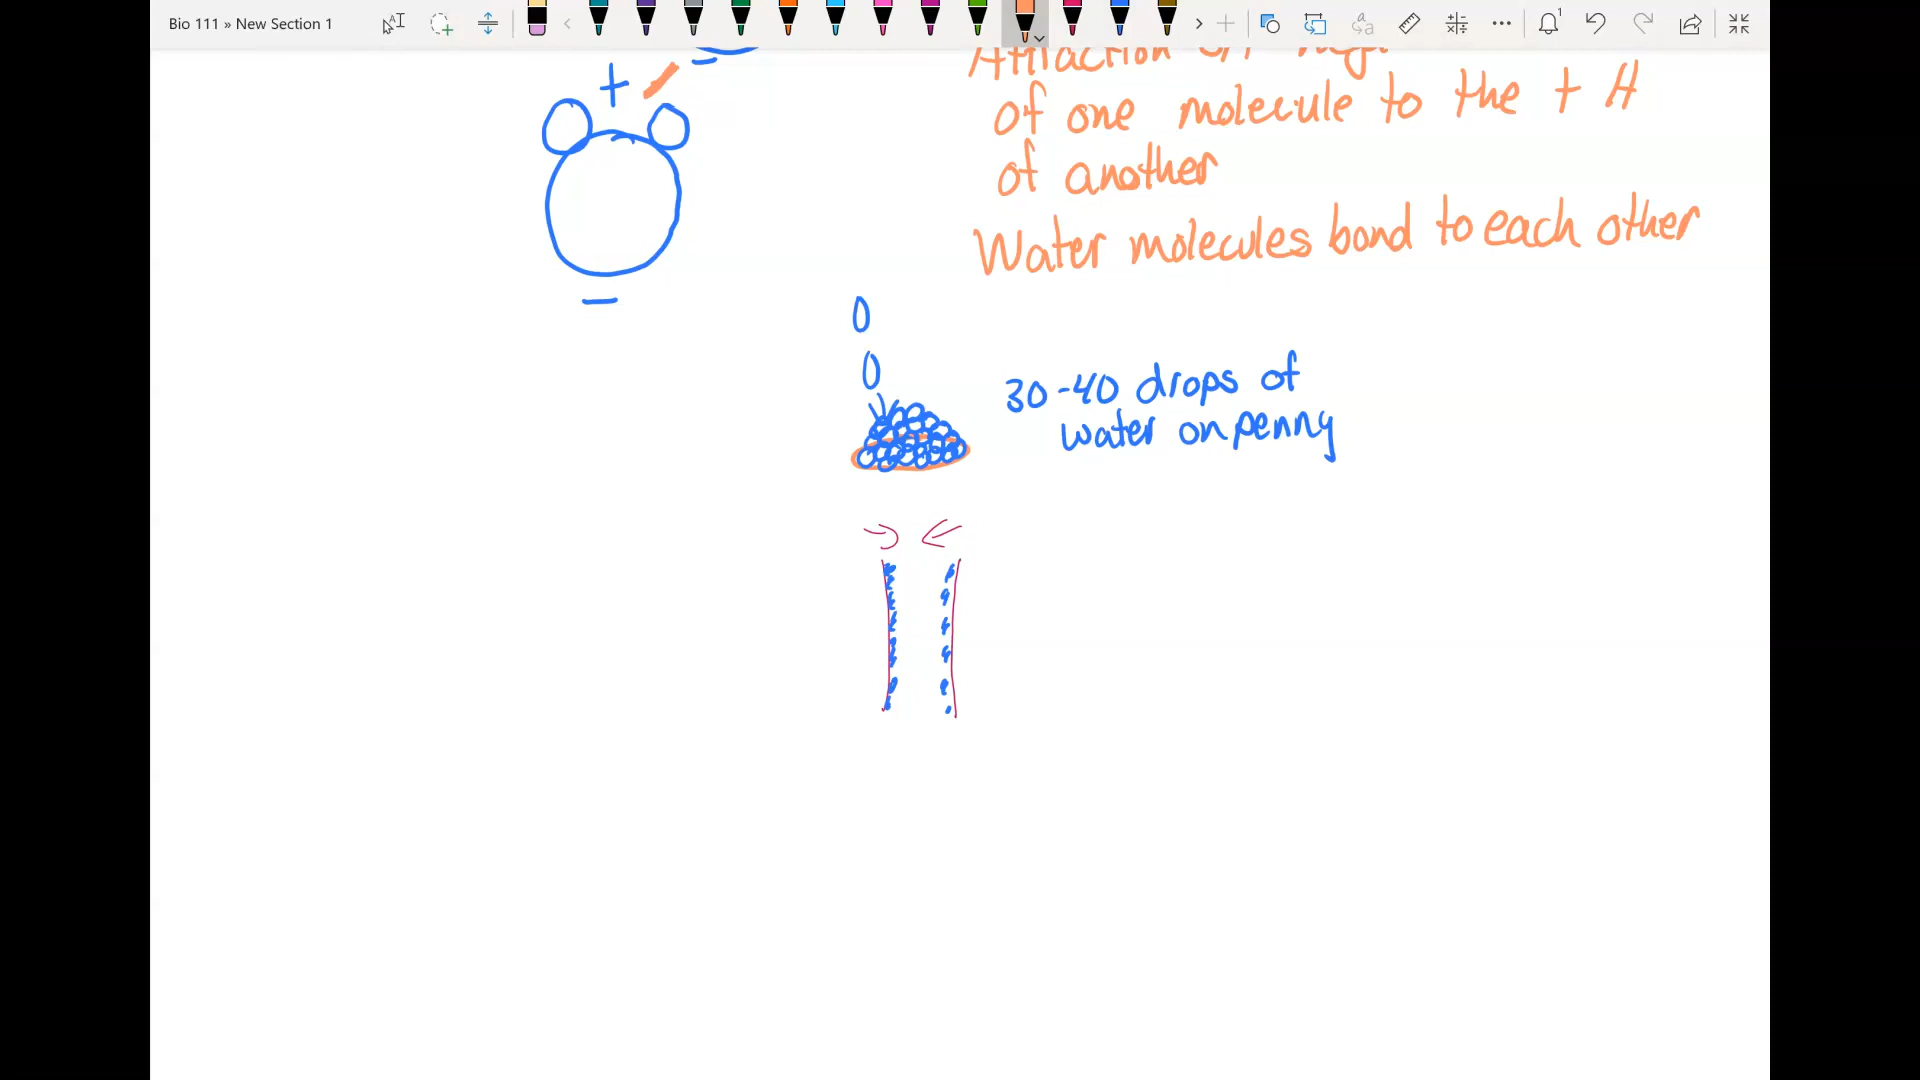 Bio 111 » New Section 1
Attraction
of one molecule to the + H
of another
Water molecules bond to each other
30-40 drops of
water on penny